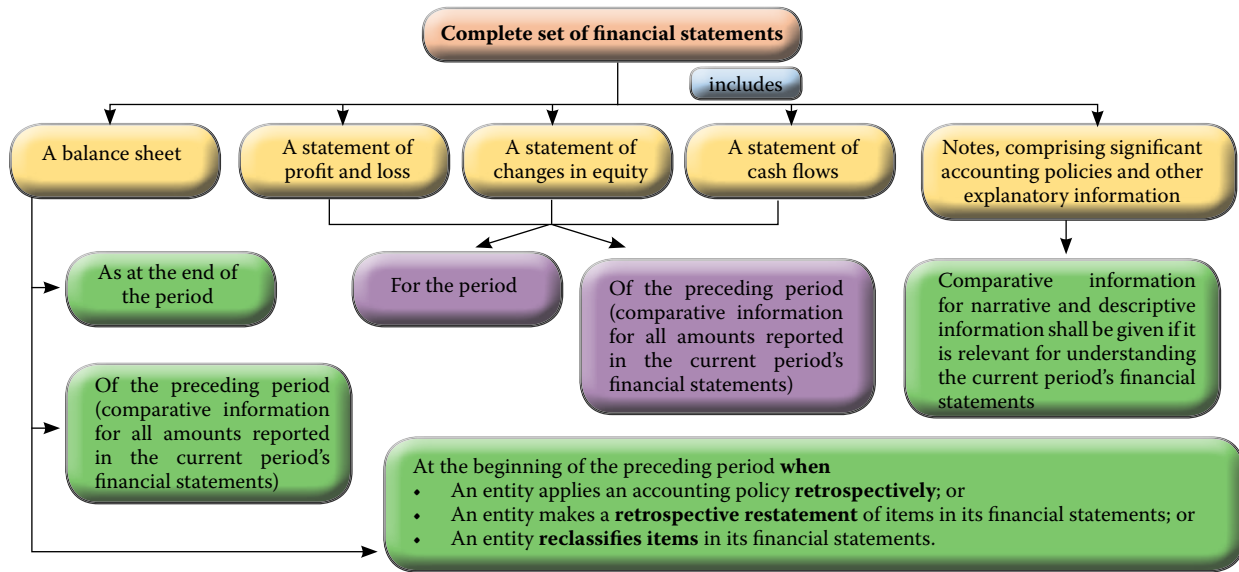 Complete set of financial statements
includes
A balance sheet
A statement of
profit and loss
A statement of
changes in equity
A statement of
cash flows
Notes, comprising significant
accounting policies and other
explanatory information
As at the end of
the period
For the period
Of the preceding period
(comparative information
for all amounts reported
in the current period's
financial statements)
Comparative information
for narrative and descriptive
information shall be given if it
is relevant for understanding
the current period's financial
statements
Of the preceding period
(comparative information
for all amounts reported
in the current period's
financial statements)
At the beginning of the preceding period when
• An entity applies an accounting policy retrospectively; or
• An entity makes a retrospective restatement of items in its financial statements; or
• An entity reclassifies items in its financial statements.